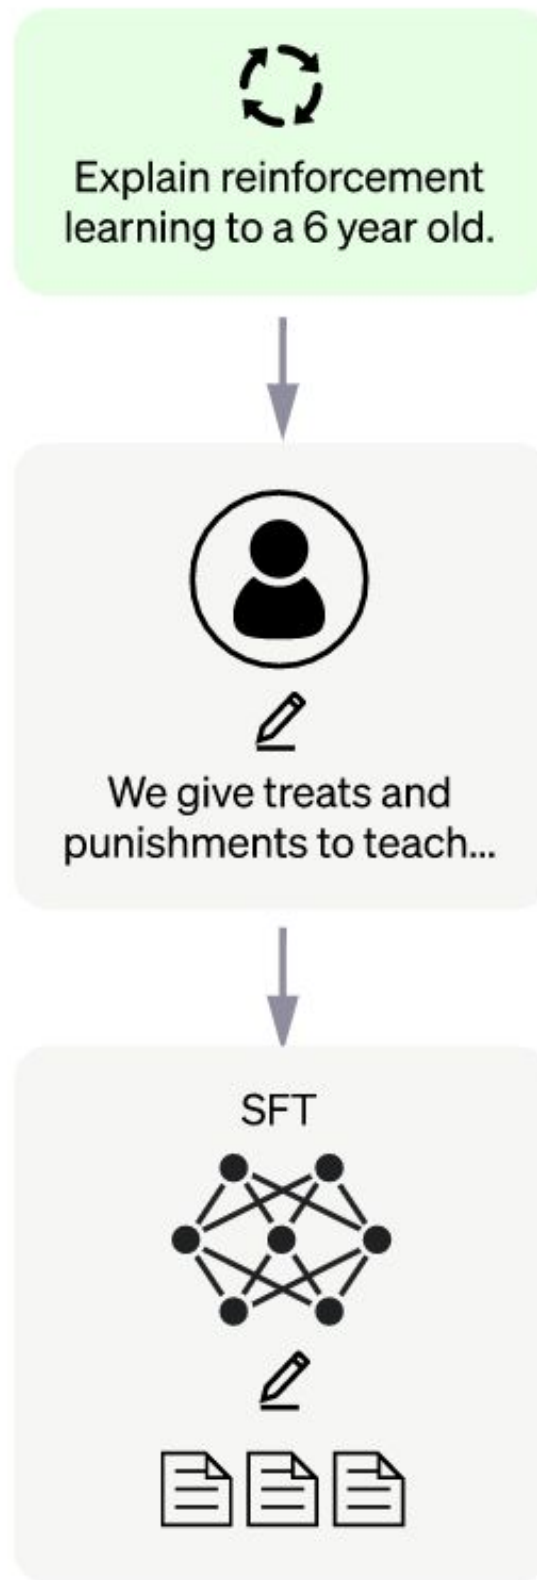 Explain reinforcement
learning to a 6 year old.
We give treats and
punishments to teach...
SFT